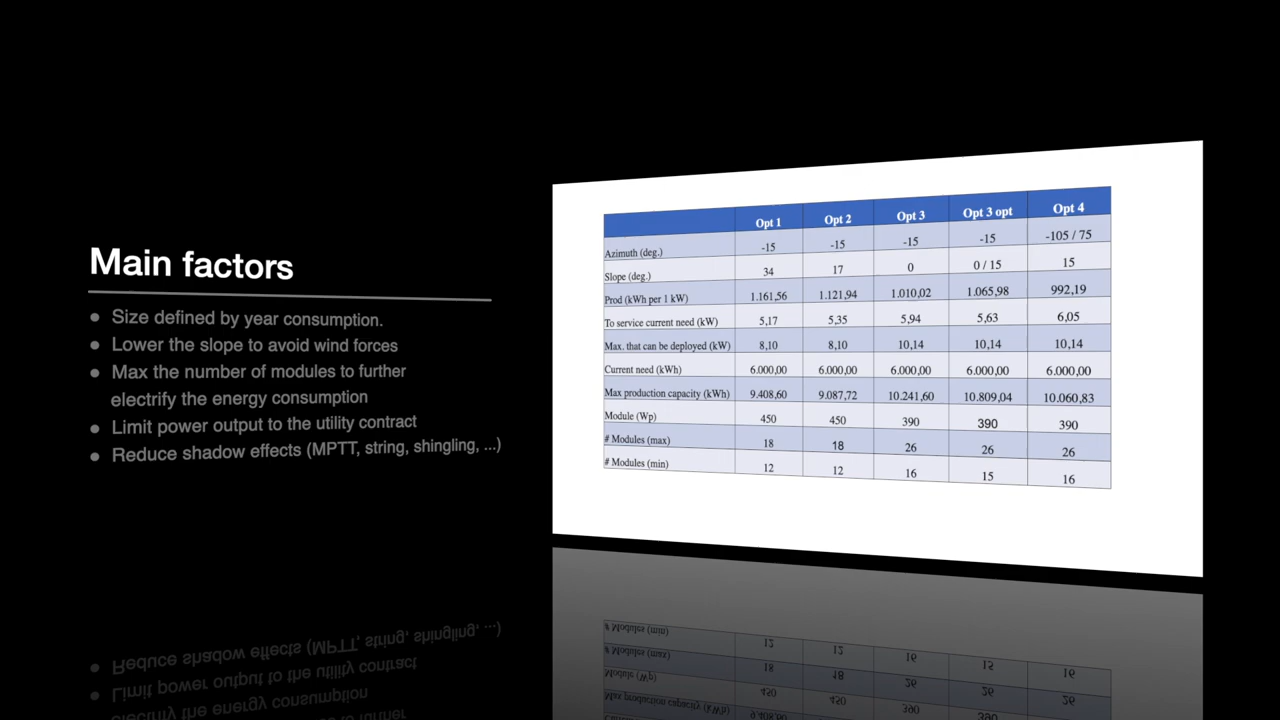 Main factors
Size defined by year consumption.
Lower the slope to avoid wind forces
Max the number of modules to further
electrify the energy consumption
Limit power output to the utility contract
Reduce shadow effects (MPTT, string, shingling, ...)
Opt 1 Opt 2 Opt 3 Opt 3 opt Opt 4
Azimuth (deg.) -15 -15 -15 -15 -105 / 75
Slope (deg.) 34 17 0 0 / 15 15
Prod (kWh per 1 kW) 1.161,56 1.121,94 1.010,02 1.065,98 992,19
To service current need (kW) 5,17 5,35 5,94 5,63 6,05
Max. that can be deployed (kW) 8,10 8,10 10,14 10,14 10,14
Current need (kWh) 6.000,00 6.000,00 6.000,00 6.000,00 6.000,00
Max production capacity (kWh) 9.408,60 9.087,72 10.241,60 10.809,04 10.060,83
Module (Wp) 450 450 390 390 390
# Modules (max) 18 18 26 26 26
# Modules (min) 12 12 16 15 16